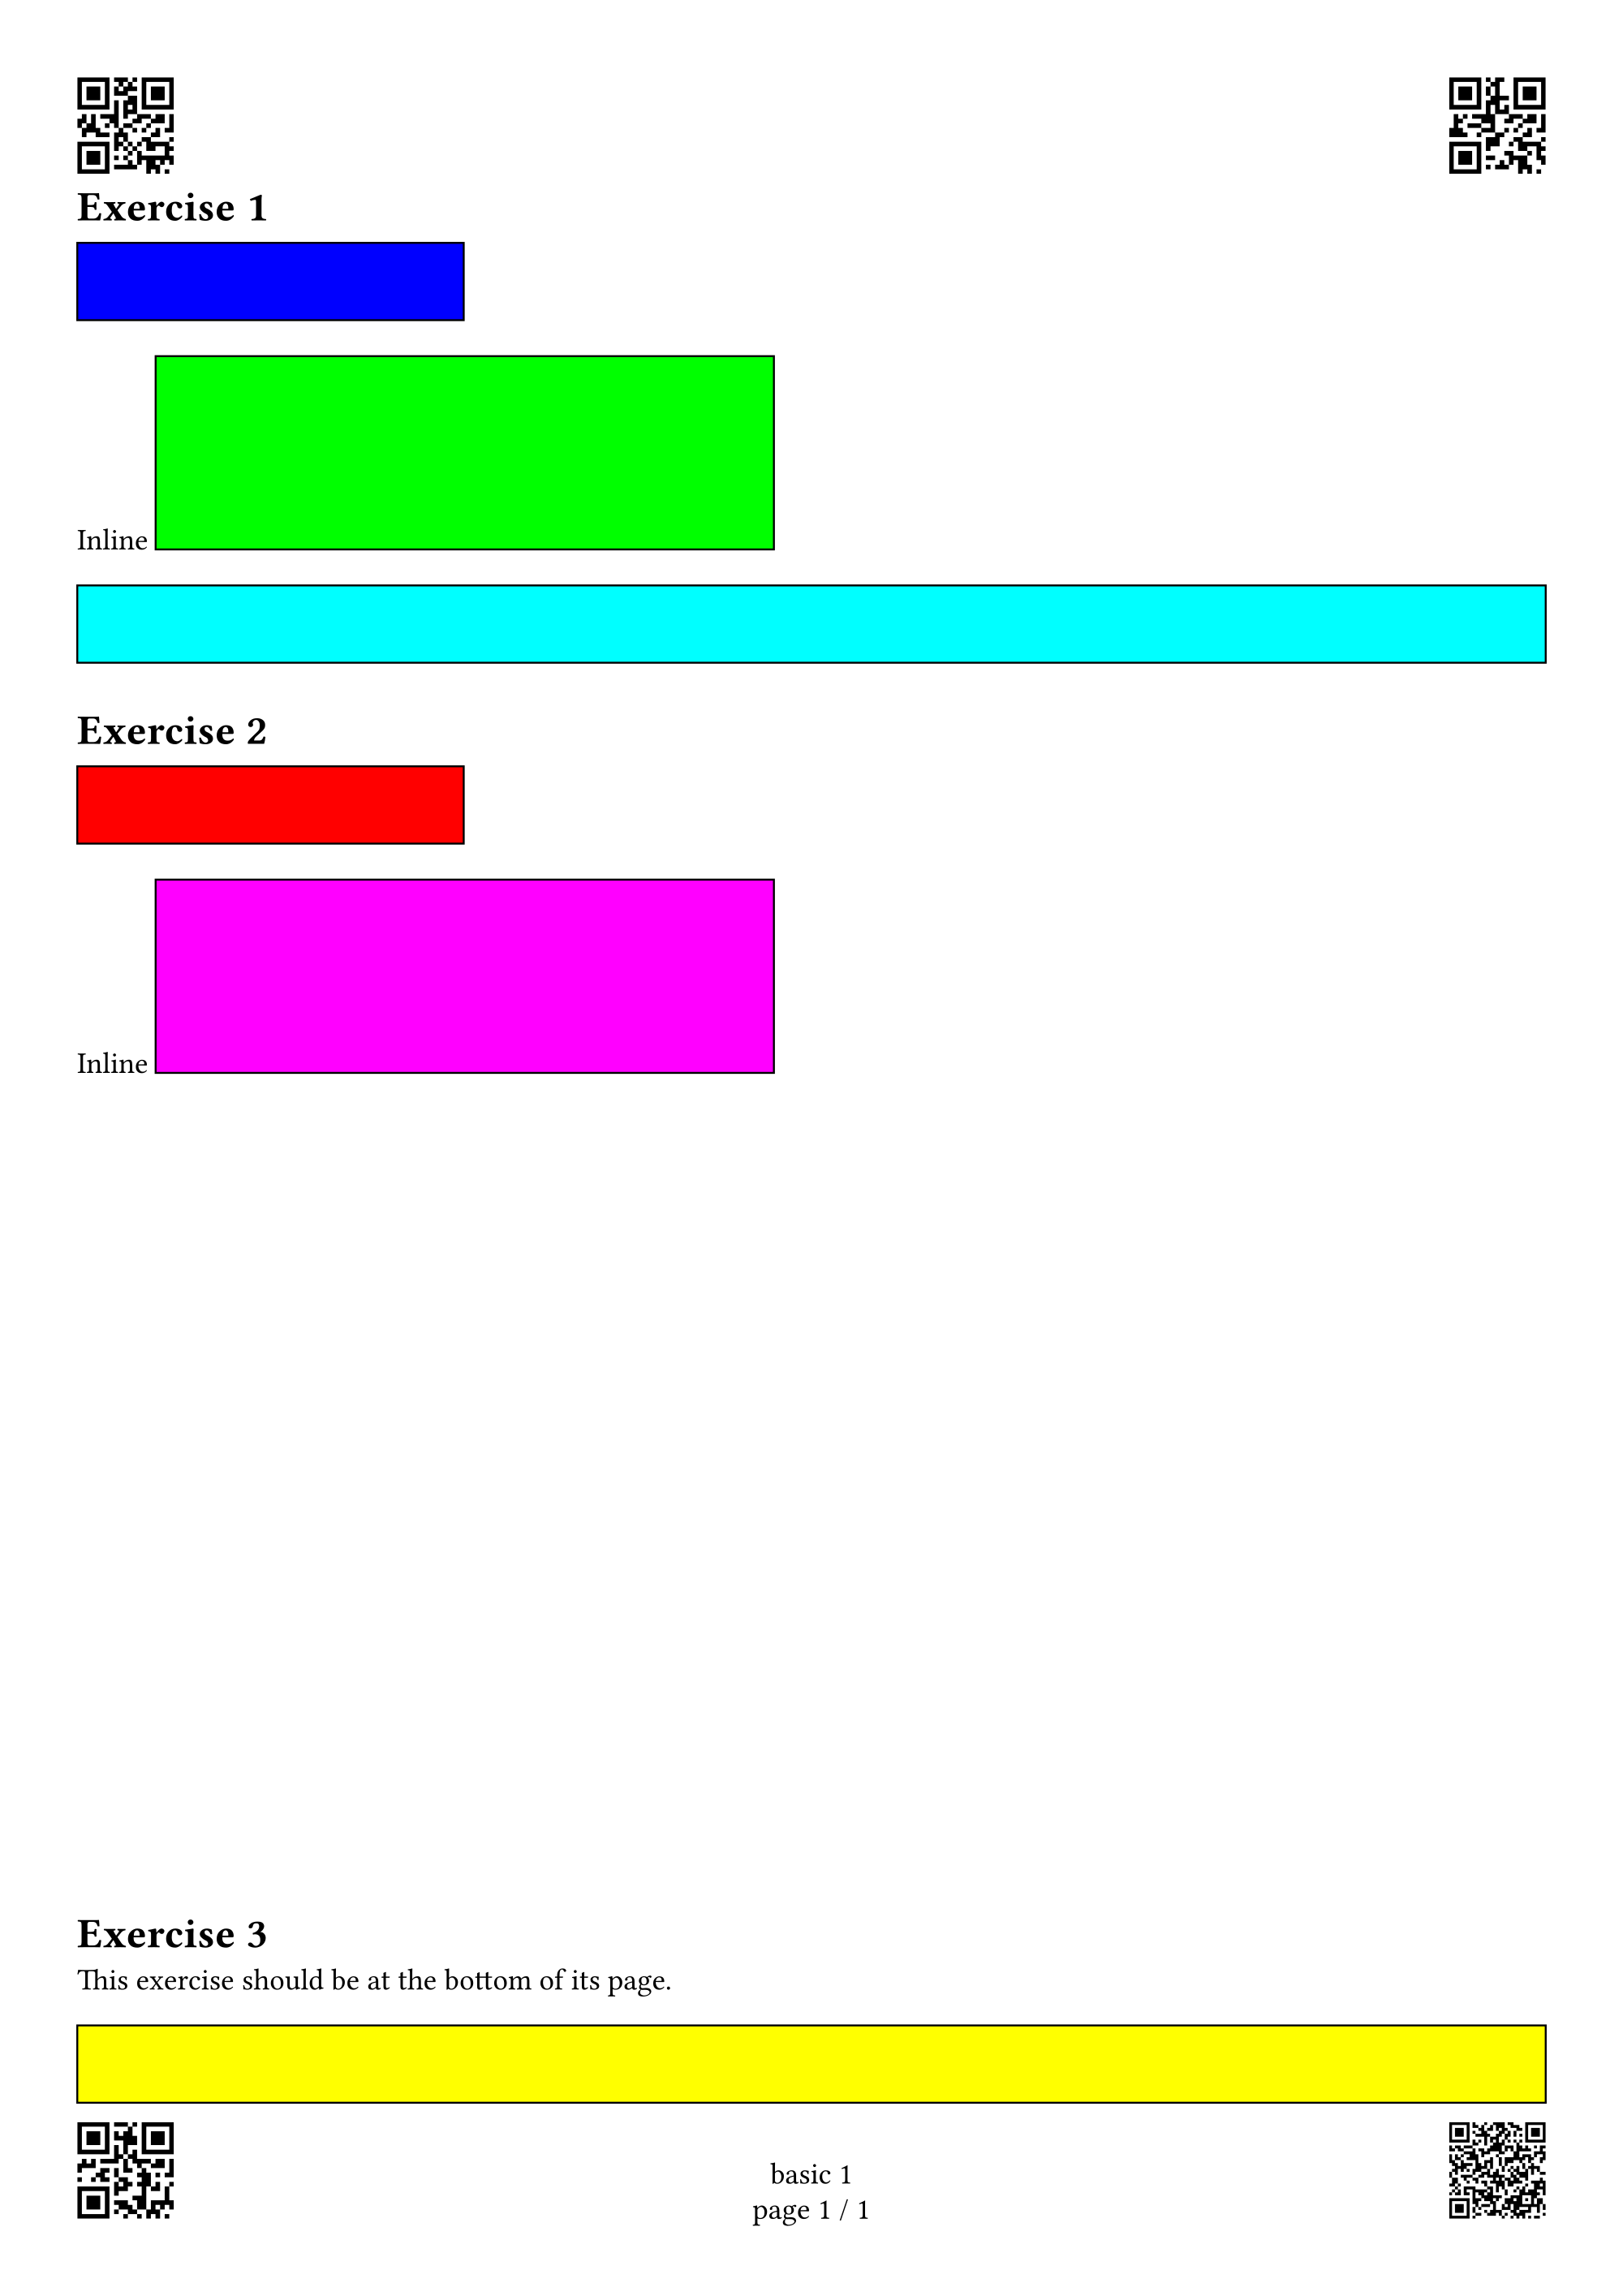 Exercise 1
Inline
Exercise 2
Inline
Exercise 3
This exercise should be at the bottom of its page.
basic 1
page 1 / 1